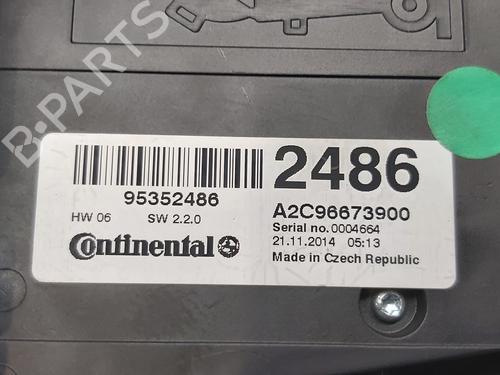 B-PARTS
95352486
HW 06 SW 2.2.0
Continental
2486
A2C96673900
Serial no.0004664
21.11.2014 05:13
Made in Czech Republic